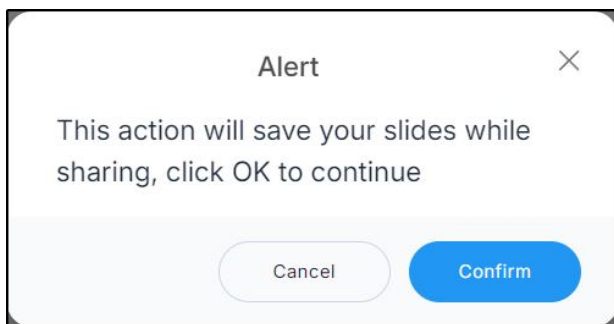 Alert
This action will save your slides while
sharing, click OK to continue
Cancel
Confirm